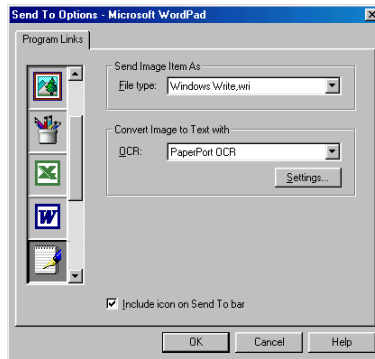 Send To Options - Microsoft WordPad
Program Links
Send Image Item As
File type: Windows Write,wri
Convert Image to Text with
OCR: PaperPort OCR
Settings...
Include icon on Send To bar
OK Cancel Help